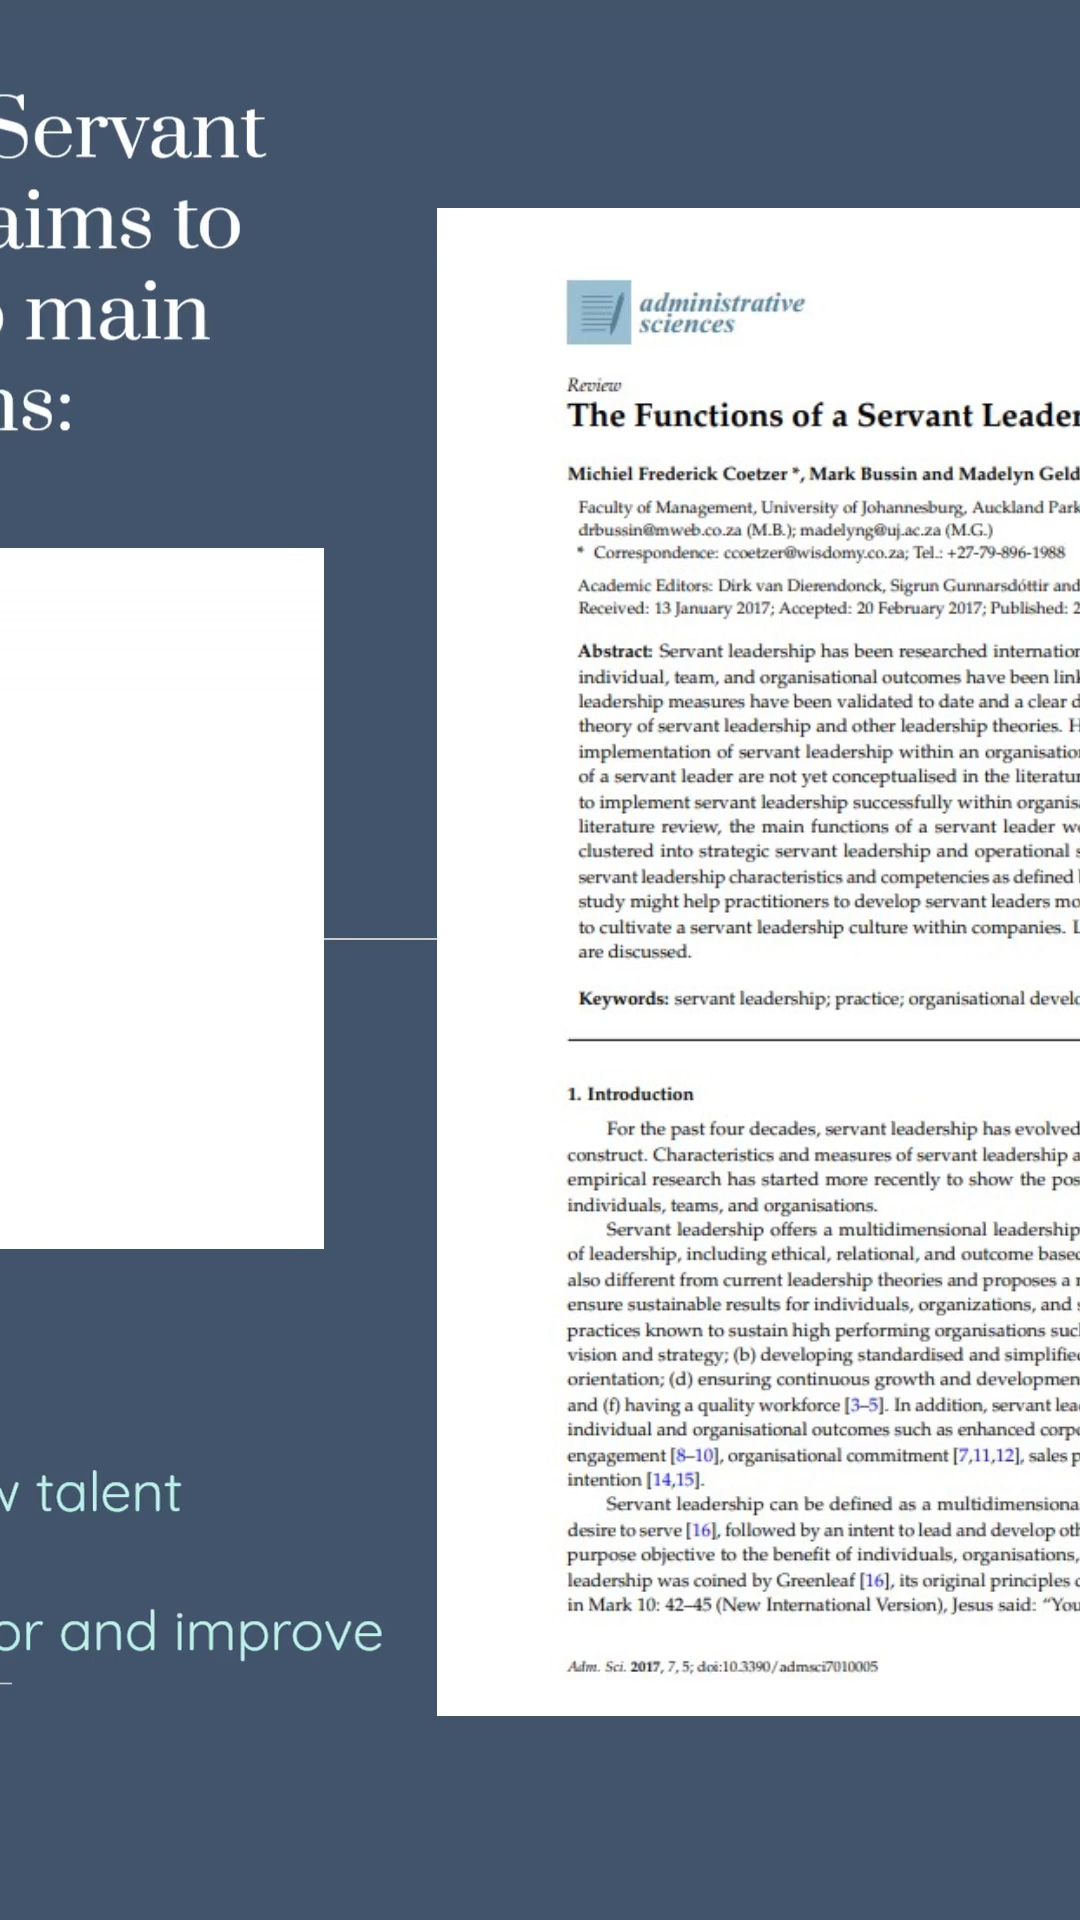 Servant
aims to
main
s:
talent
and improve
administrative
sciences
Review
The Functions of a Servant Leader
Michiel Frederick Coetzer *, Mark Bussin and Madelyn Geld
Faculty of Management, University of Johannesburg, Auckland Park
drbussin@mweb.co.za (M.B.); madelyng@uj.ac.za (M.G.)
* Correspondence: ccoetzer@wisdomy.co.za; Tel.: +27-79-896-1988
Academic Editors: Dirk van Dierendonck, Sigrun Gunnarsdóttir and
Received: 13 January 2017; Accepted: 20 February 2017; Published: 2
Abstract: Servant leadership has been researched internation
individual, team, and organisational outcomes have been link
leadership measures have been validated to date and a clear d
theory of servant leadership and other leadership theories. H
implementation of servant leadership within an organisation
of a servant leader are not yet conceptualised in the literatur
to implement servant leadership successfully within organisa
literature review, the main functions of a servant leader we
clustered into strategic servant leadership and operational s
servant leadership characteristics and competencies as defined
study might help practitioners to develop servant leaders mo
to cultivate a servant leadership culture within companies. L
are discussed.
Keywords: servant leadership; practice; organisational develo
1. Introduction
For the past four decades, servant leadership has evolved
construct. Characteristics and measures of servant leadership a
empirical research has started more recently to show the pos
individuals, teams, and organisations.
Servant leadership offers a multidimensional leadership
of leadership, including ethical, relational, and outcome based
also different from current leadership theories and proposes a
ensure sustainable results for individuals, organizations, and s
practices known to sustain high performing organisations such
vision and strategy; (b) developing standardised and simplified
orientation; (d) ensuring continuous growth and developmen
and (f) having a quality workforce [3–5]. In addition, servant lea
individual and organisational outcomes such as enhanced corpo
engagement [8–10], organisational commitment [7,11,12], sales p
intention [14,15].
Servant leadership can be defined as a multidimensiona
desire to serve [16], followed by an intent to lead and develop oth
purpose objective to the benefit of individuals, organisations,
leadership was coined by Greenleaf [16], its original principles
in Mark 10: 42–45 (New International Version), Jesus said: “You
Adm. Sci. 2017, 7, 5; doi:10.3390/admsci7010005